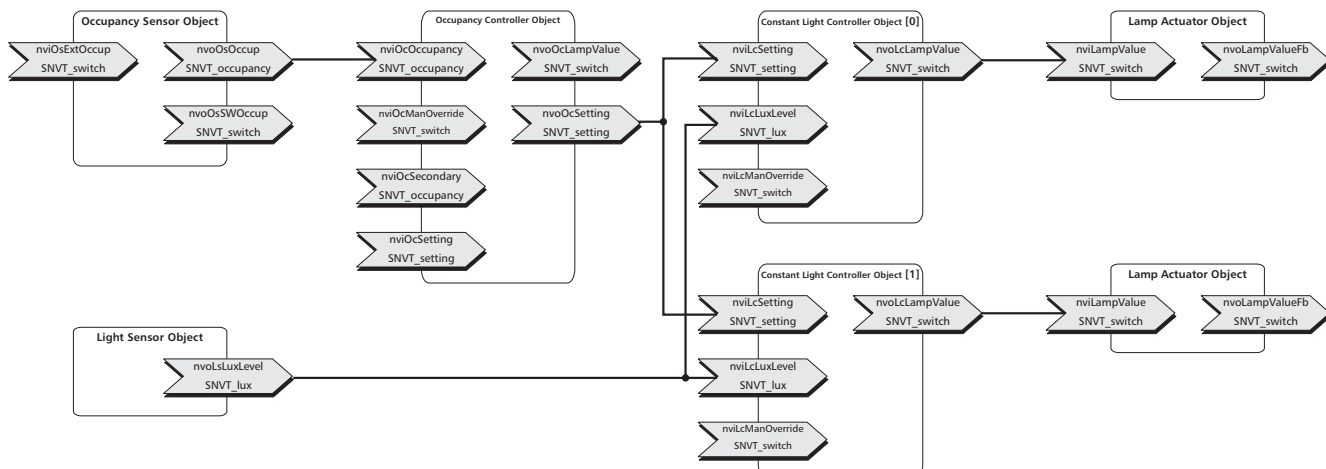 Occupancy Sensor Object
nviOsExtOccup
SNVT_switch
nvoOsOccup
SNVT_occupancy
nvoOsSWOccup
SNVT_switch
Occupancy Controller Object
nviOcOccupancy
SNVT_occupancy
nviOcManOverride
SNVT_switch
nviOcSecondary
SNVT_occupancy
nviOcSetting
SNVT_setting
nvoOcLampValue
SNVT_switch
nvoOcSetting
SNVT_setting
Constant Light Controller Object [0]
nviLcSetting
SNVT_setting
nviLcLuxLevel
SNVT_lux
nviLcManOverride
SNVT_switch
nvoLcLampValue
SNVT_switch
Lamp Actuator Object
nviLampValue
SNVT_switch
nvoLampValueFb
SNVT_switch
Light Sensor Object
nvoLsLuxLevel
SNVT_lux
Constant Light Controller Object [1]
nviLcSetting
SNVT_setting
nviLcLuxLevel
SNVT_lux
nviLcManOverride
SNVT_switch
nvoLcLampValue
SNVT_switch
Lamp Actuator Object
nviLampValue
SNVT_switch
nvoLampValueFb
SNVT_switch